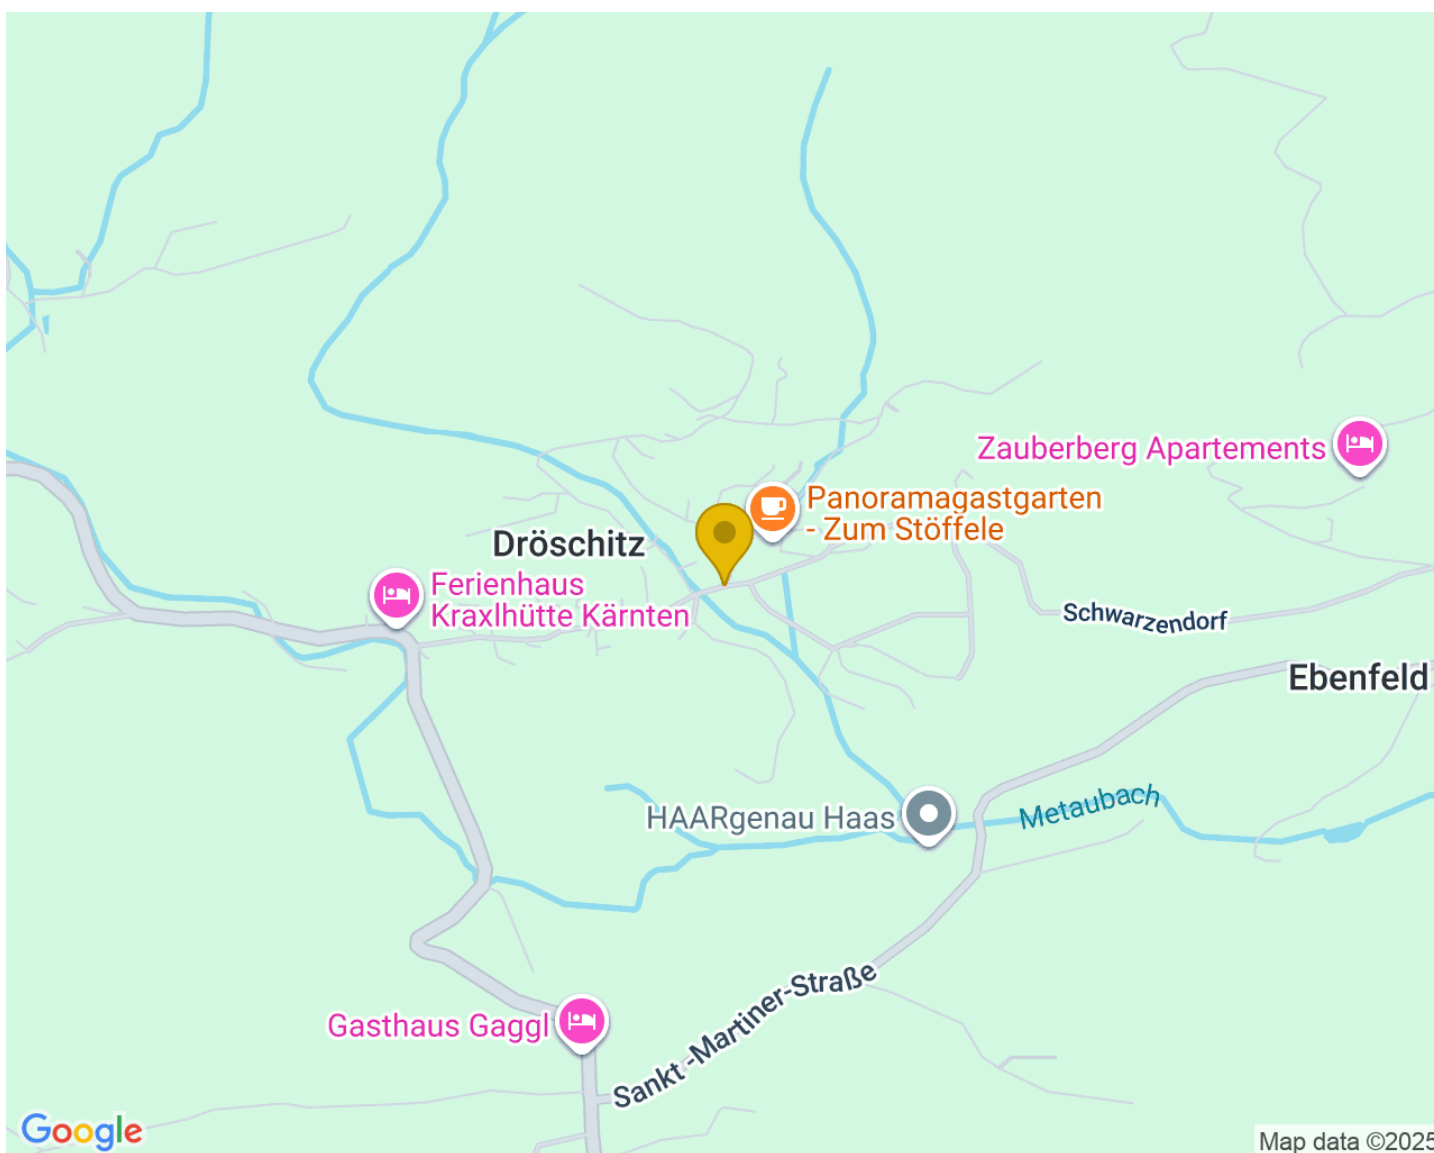 Zauberberg Apartements
Panoramagastgarten
- Zum Stöffele
Dröschitz
Ferienhaus
Kraxlhütte Kärnten
Schwarzendorf
Ebenfeld
Metaubach
HAARgenau Haas
Sankt-Martiner-Straße
Gasthaus Gaggl
Google
Map data ©2025